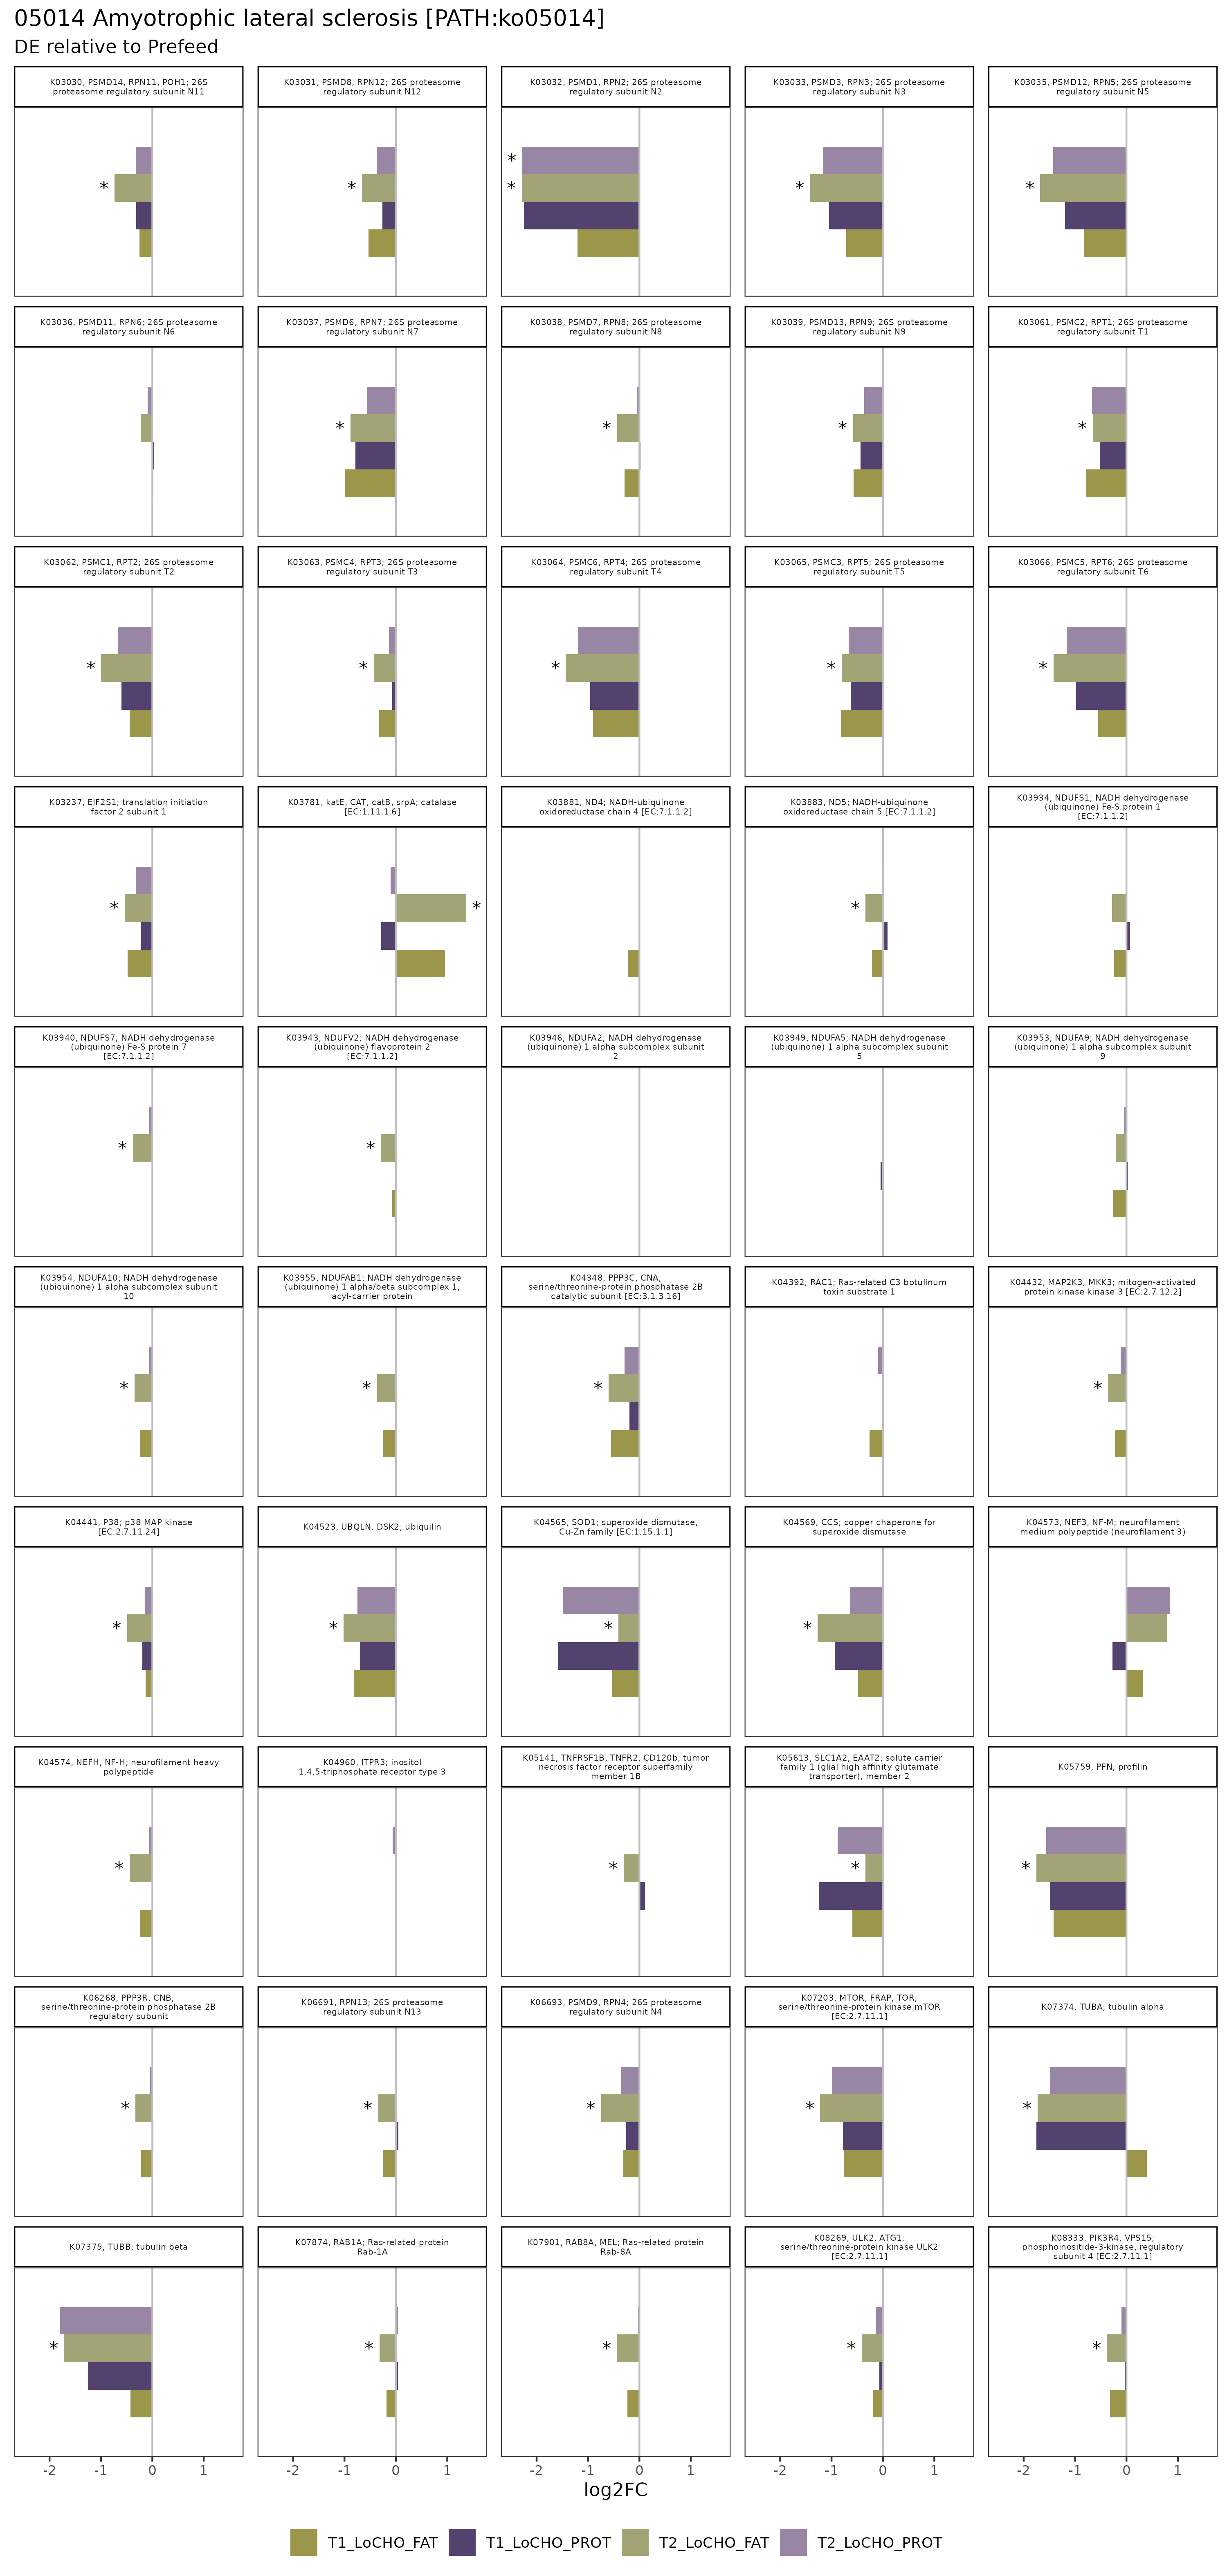 05014 Amyotrophic lateral sclerosis [PATH:ko05014]
DE relative to Prefeed
K03030, PSMD14, RPN11, POH1; 26S
proteasome regulatory subunit N11
K03031, PSMD8, RPN12; 26S proteasome
regulatory subunit N12
K03032, PSMD1, RPN2; 26S proteasome
regulatory subunit N2
K03033, PSMD3, RPN3; 26S proteasome
regulatory subunit N3
K03035, PSMD12, RPN5; 26S proteasome
regulatory subunit N5
*
*
*
*
*
*
K03036, PSMD11, RPN6; 26S proteasome
regulatory subunit N6
K03037, PSMD6, RPN7; 26S proteasome
regulatory subunit N7
K03038, PSMD7, RPN8; 26S proteasome
regulatory subunit N8
K03039, PSMD13, RPN9; 26S proteasome
regulatory subunit N9
K03061, PSMC2, RPT1; 26S proteasome
regulatory subunit T1
*
*
*
*
K03062, PSMC1, RPT2; 26S proteasome
regulatory subunit T2
K03063, PSMC4, RPT3; 26S proteasome
regulatory subunit T3
K03064, PSMC6, RPT4; 26S proteasome
regulatory subunit T4
K03065, PSMC3, RPT5; 26S proteasome
regulatory subunit T5
K03066, PSMC5, RPT6; 26S proteasome
regulatory subunit T6
*
*
*
*
*
K03237, EIF2S1; translation initiation
factor 2 subunit 1
K03781, katE, CAT, catB, srpA; catalase
[EC:1.11.1.6]
K03881, ND4; NADH-ubiquinone
oxidoreductase chain 4 [EC:7.1.1.2]
K03883, ND5; NADH-ubiquinone
oxidoreductase chain 5 [EC:7.1.1.2]
K03934, NDUFS1; NADH dehydrogenase
(ubiquinone) Fe-S protein 1
[EC:7.1.1.2]
*
*
*
K03940, NDUFS7; NADH dehydrogenase
(ubiquinone) Fe-S protein 7
[EC:7.1.1.2]
K03943, NDUFV2; NADH dehydrogenase
(ubiquinone) flavoprotein 2
[EC:7.1.1.2]
K03946, NDUFA2; NADH dehydrogenase
(ubiquinone) 1 alpha subcomplex subunit
2
K03949, NDUFA5; NADH dehydrogenase
(ubiquinone) 1 alpha subcomplex subunit
5
K03953, NDUFA9; NADH dehydrogenase
(ubiquinone) 1 alpha subcomplex subunit
9
*
*
K03954, NDUFA10; NADH dehydrogenase
(ubiquinone) 1 alpha subcomplex subunit
10
K03955, NDUFAB1; NADH dehydrogenase
(ubiquinone) 1 alpha/beta subcomplex 1,
acyl-carrier protein
K04348, PPP3C, CNA;
serine/threonine-protein phosphatase 2B
catalytic subunit [EC:3.1.3.16]
K04392, RAC1; Ras-related C3 botulinum
toxin substrate 1
K04432, MAP2K3, MKK3; mitogen-activated
protein kinase kinase 3 [EC:2.7.12.2]
*
*
*
*
K04441, P38; p38 MAP kinase
[EC:2.7.11.24]
K04523, UBQLN, DSK2; ubiquilin
K04565, SOD1; superoxide dismutase,
Cu-Zn family [EC:1.15.1.1]
K04569, CCS; copper chaperone for
superoxide dismutase
K04573, NEF3, NF-M; neurofilament
medium polypeptide (neurofilament 3)
*
*
*
*
K04574, NEFH, NF-H; neurofilament heavy
polypeptide
K04960, ITPR3; inositol
1,4,5-triphosphate receptor type 3
K05141, TNFRSF1B, TNFR2, CD120b; tumor
necrosis factor receptor superfamily
member 1B
K05613, SLC1A2, EAAT2; solute carrier
family 1 (glial high affinity glutamate
transporter), member 2
K05759, PFN; profilin
*
*
*
*
K06268, PPP3R, CNB;
serine/threonine-protein phosphatase 2B
regulatory subunit
K06691, RPN13; 26S proteasome
regulatory subunit N13
K06693, PSMD9, RPN4; 26S proteasome
regulatory subunit N4
K07203, MTOR, FRAP, TOR;
serine/threonine-protein kinase mTOR
[EC:2.7.11.1]
K07374, TUBA; tubulin alpha
*
*
*
*
*
K07375, TUBB; tubulin beta
K07874, RAB1A; Ras-related protein
Rab-1A
K07901, RAB8A, MEL; Ras-related protein
Rab-8A
K08269, ULK2, ATG1;
serine/threonine-protein kinase ULK2
[EC:2.7.11.1]
K08333, PIK3R4, VPS15;
phosphoinositide-3-kinase, regulatory
subunit 4 [EC:2.7.11.1]
*
*
*
*
*
-2 -1 0 1
-2 -1 0 1
-2 -1 0 1
-2 -1 0 1
-2 -1 0 1
log2FC
T1_LoCHO_FAT
T1_LoCHO_PROT
T2_LoCHO_FAT
T2_LoCHO_PROT